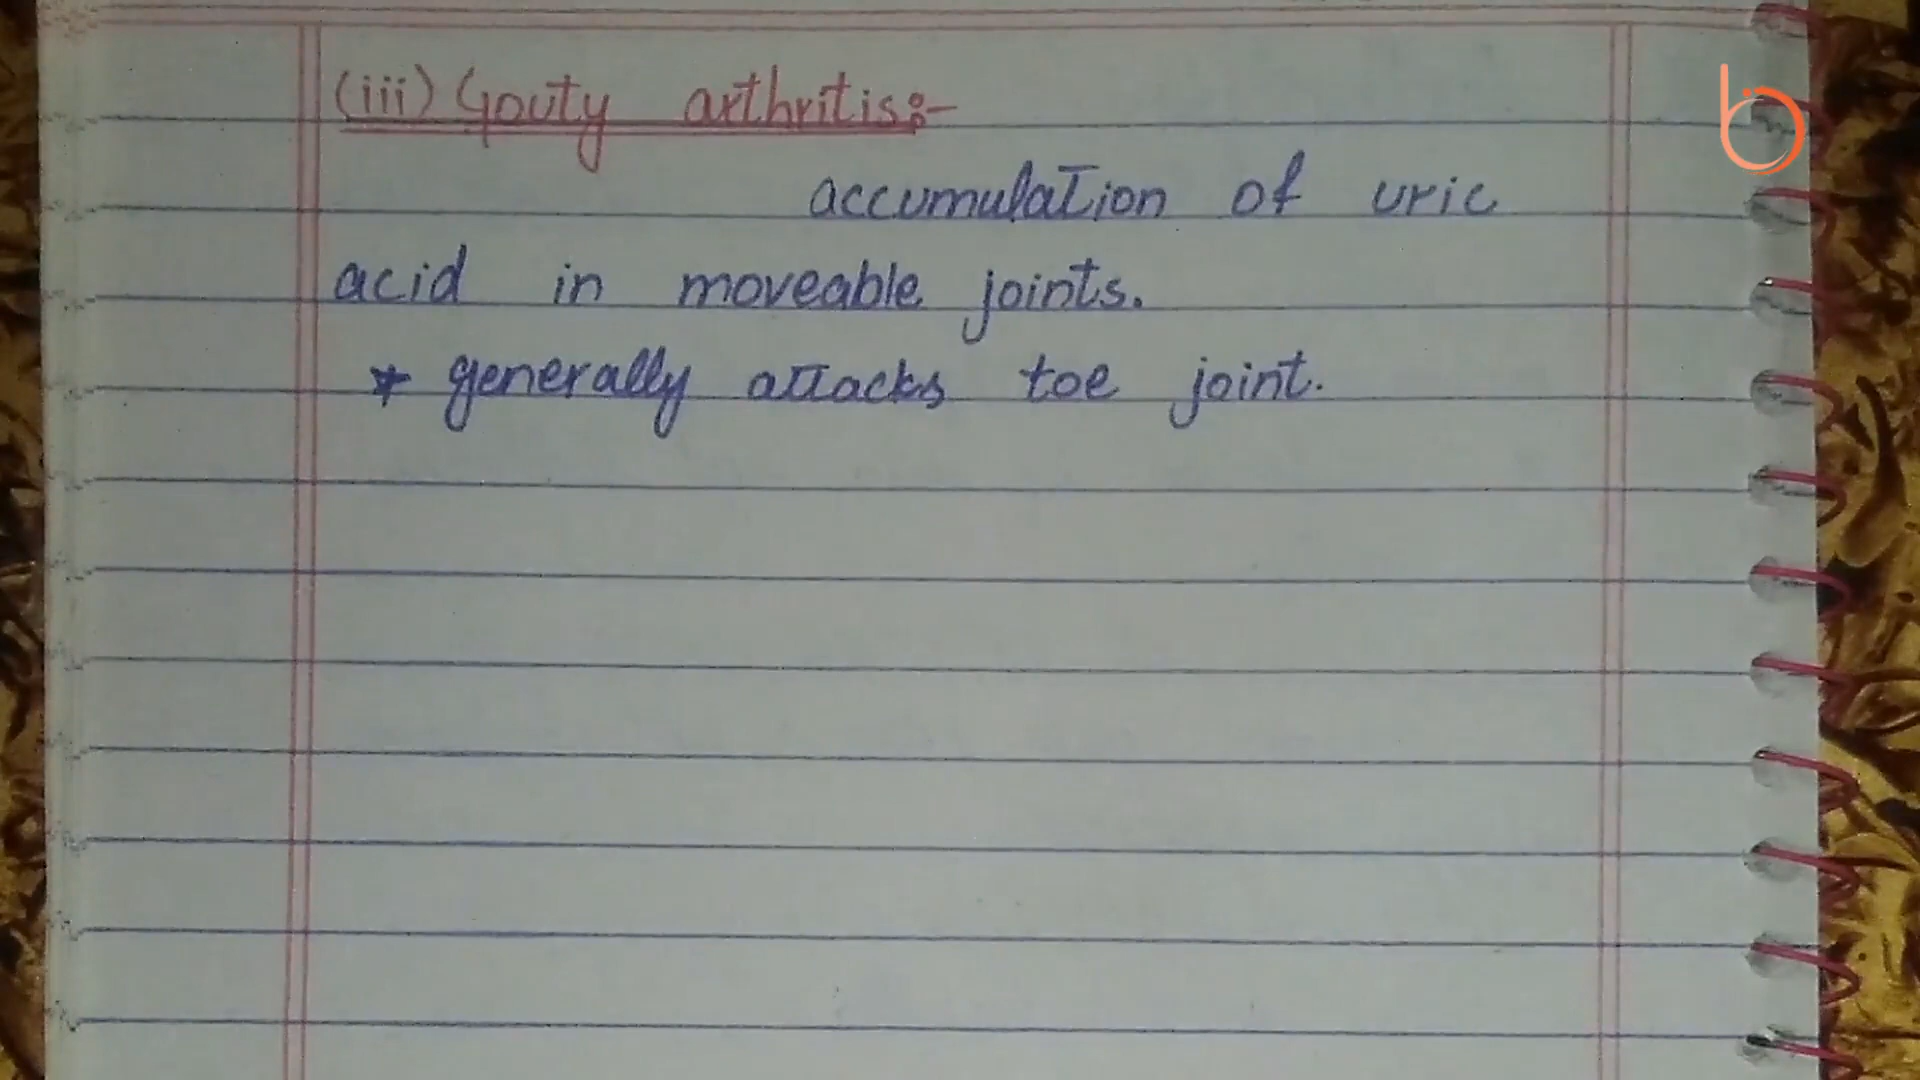 (iii) Gouty arthritis:-
accumulation of uric
acid in moveable joints.
* generally attacks toe joint.